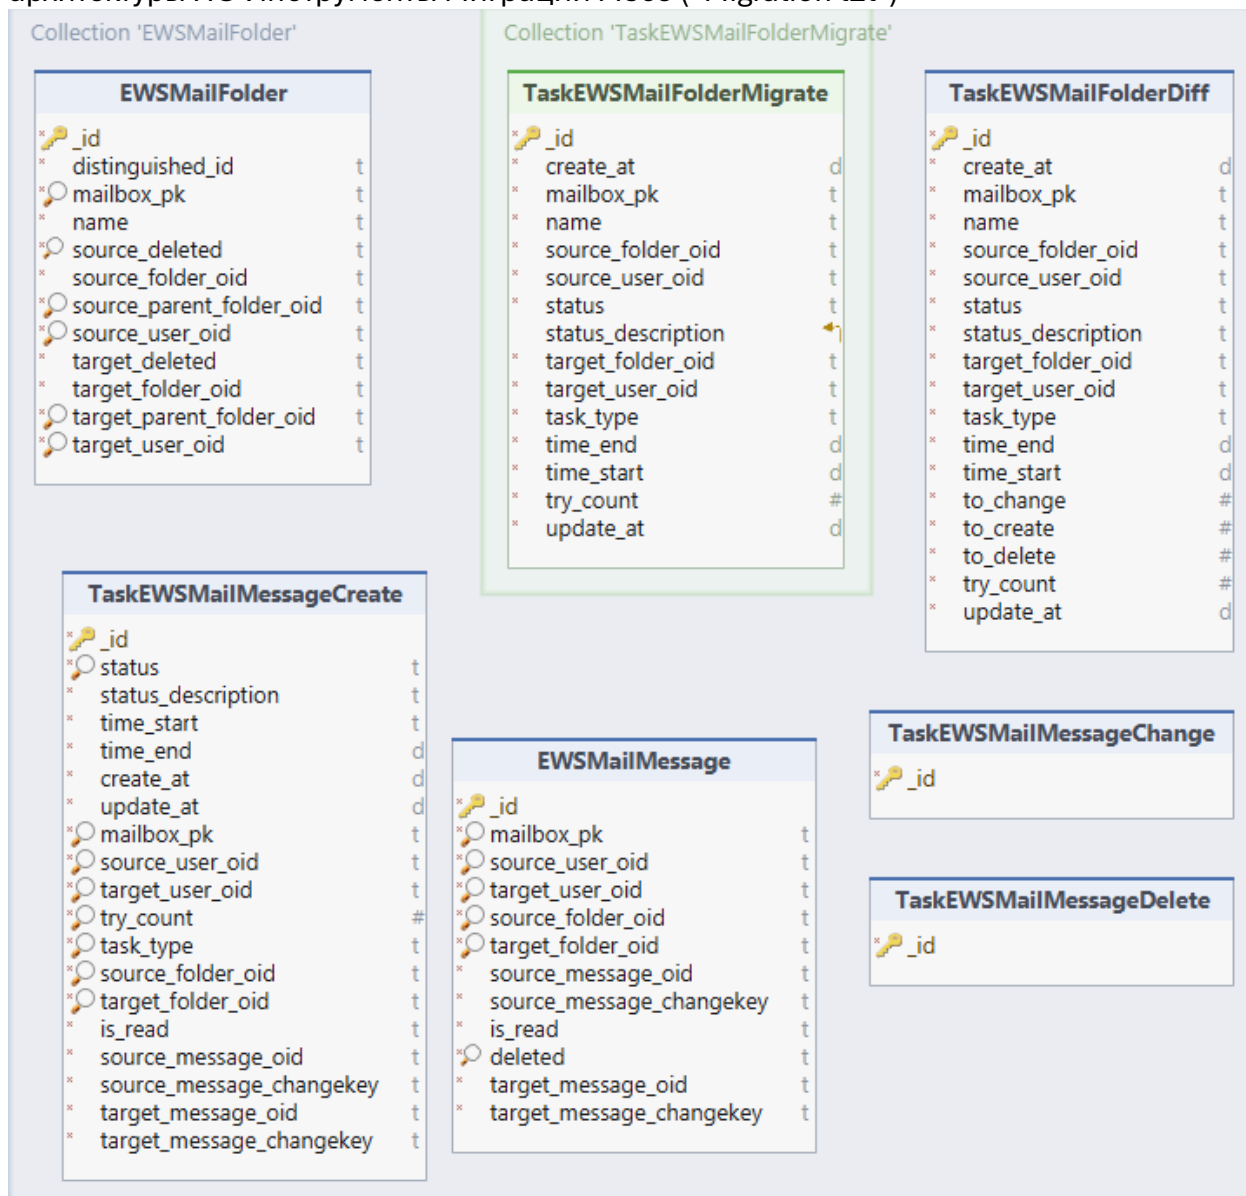 Collection 'EWSMailFolder'
EWSMailFolder
_id
distinguished_id t
mailbox_pk t
name t
source_deleted t
source_folder_oid t
source_parent_folder_oid t
source_user_oid t
target_deleted t
target_folder_oid t
target_parent_folder_oid t
target_user_oid t
Collection 'TaskEWSMailFolderMigrate'
TaskEWSMailFolderMigrate
_id
create_at d
mailbox_pk t
name t
source_folder_oid t
source_user_oid t
status t
status_description
target_folder_oid t
target_user_oid t
task_type t
time_end d
time_start d
try_count #
update_at d
TaskEWSMailFolderDiff
_id
create_at d
mailbox_pk t
name t
source_folder_oid t
source_user_oid t
status t
status_description t
target_folder_oid t
target_user_oid t
task_type t
time_end d
time_start d
to_change #
to_create #
to_delete #
try_count #
update_at d
TaskEWSMailMessageCreate
_id
status t
status_description t
time_start t
time_end d
create_at d
update_at d
mailbox_pk t
source_user_oid t
target_user_oid t
try_count #
task_type t
source_folder_oid t
target_folder_oid t
is_read t
source_message_oid t
source_message_changekey t
target_message_oid t
target_message_changekey t
EWSMailMessage
_id
mailbox_pk t
source_user_oid t
target_user_oid t
source_folder_oid t
target_folder_oid t
source_message_oid t
source_message_changekey t
is_read t
deleted t
target_message_oid t
target_message_changekey t
TaskEWSMailMessageChange
_id
TaskEWSMailMessageDelete
_id